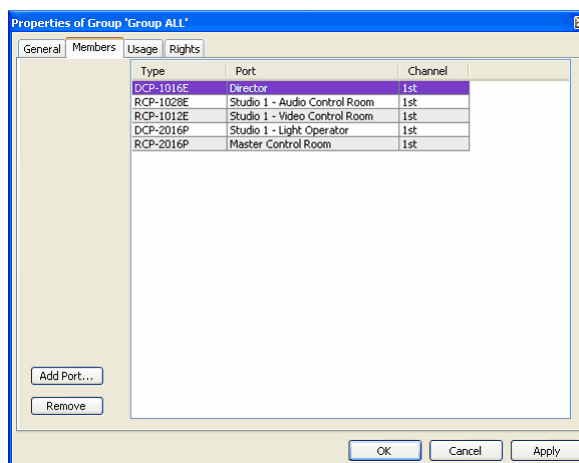 Properties of Group 'Group ALL'
General Members Usage Rights
Type Port Channel
DCP-1016E Director 1st
RCP-1028E Studio 1 - Audio Control Room 1st
RCP-1012E Studio 1 - Video Control Room 1st
DCP-2016P Studio 1 - Light Operator 1st
RCP-2016P Master Control Room 1st
Add Port...
Remove
OK Cancel Apply